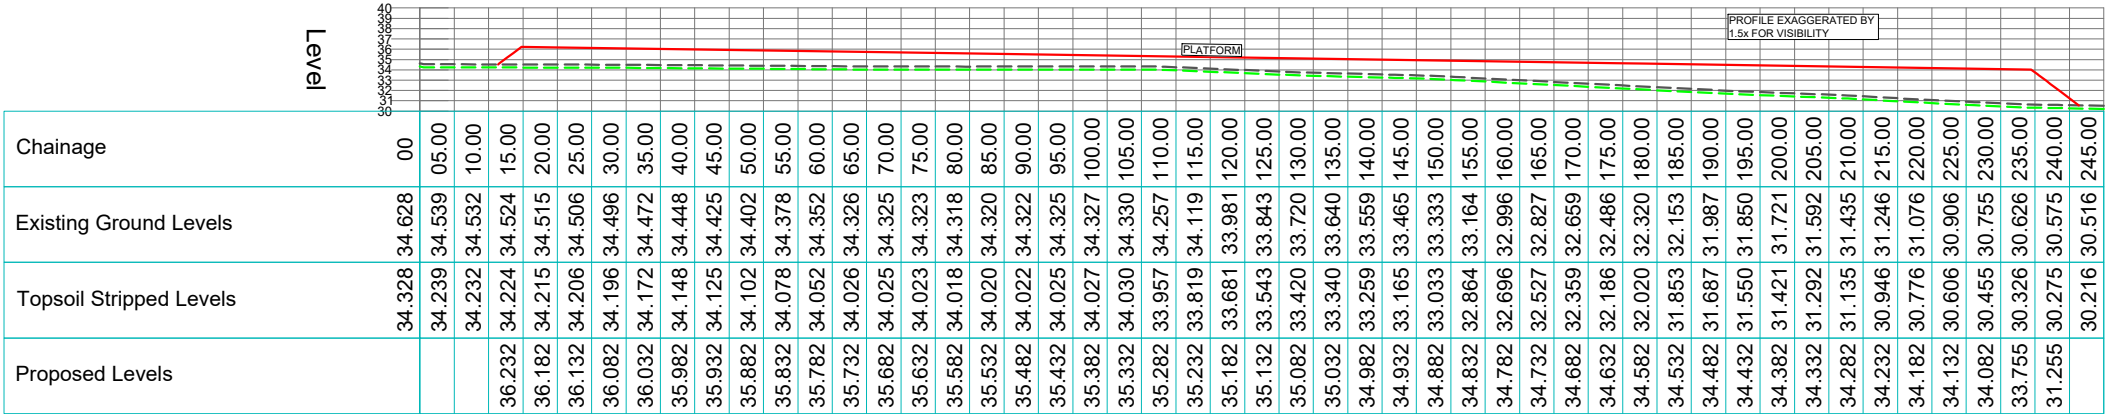 Level
40
39
38
37
36
35
34
33
32
31
30
PLATFORM
PROFILE EXAGGERATED BY
1.5x FOR VISIBILITY
Chainage 00 05.00 10.00 15.00 20.00 25.00 30.00 35.00 40.00 45.00 50.00 55.00 60.00 65.00 70.00 75.00 80.00 85.00 90.00 95.00 100.00 105.00 110.00 115.00 120.00 125.00 130.00 135.00 140.00 145.00 150.00 155.00 160.00 165.00 170.00 175.00 180.00 185.00 190.00 195.00 200.00 205.00 210.00 215.00 220.00 225.00 230.00 235.00 240.00 245.00
Existing Ground Levels 34.628 34.539 34.532 34.524 34.515 34.506 34.496 34.472 34.448 34.425 34.402 34.378 34.352 34.326 34.325 34.323 34.318 34.320 34.322 34.325 34.327 34.330 34.257 34.119 33.981 33.843 33.720 33.640 33.559 33.465 33.333 33.164 32.996 32.827 32.659 32.486 32.320 32.153 31.987 31.850 31.721 31.592 31.435 31.246 31.076 30.906 30.755 30.626 30.575 30.516
Topsoil Stripped Levels 34.328 34.239 34.232 34.224 34.215 34.206 34.196 34.172 34.148 34.125 34.102 34.078 34.052 34.026 34.025 34.023 34.018 34.020 34.022 34.025 34.027 34.030 33.957 33.819 33.681 33.543 33.420 33.340 33.259 33.165 33.033 32.864 32.696 32.527 32.359 32.186 32.020 31.853 31.687 31.550 31.421 31.292 31.135 30.946 30.776 30.606 30.455 30.326 30.275 30.216
Proposed Levels 36.232 36.182 36.132 36.082 36.032 35.982 35.932 35.882 35.832 35.782 35.732 35.682 35.632 35.582 35.532 35.482 35.432 35.382 35.332 35.282 35.232 35.182 35.132 35.082 35.032 34.982 34.932 34.882 34.832 34.782 34.732 34.682 34.632 34.582 34.532 34.482 34.432 34.382 34.332 34.282 34.232 34.182 34.132 34.082 33.755 31.255